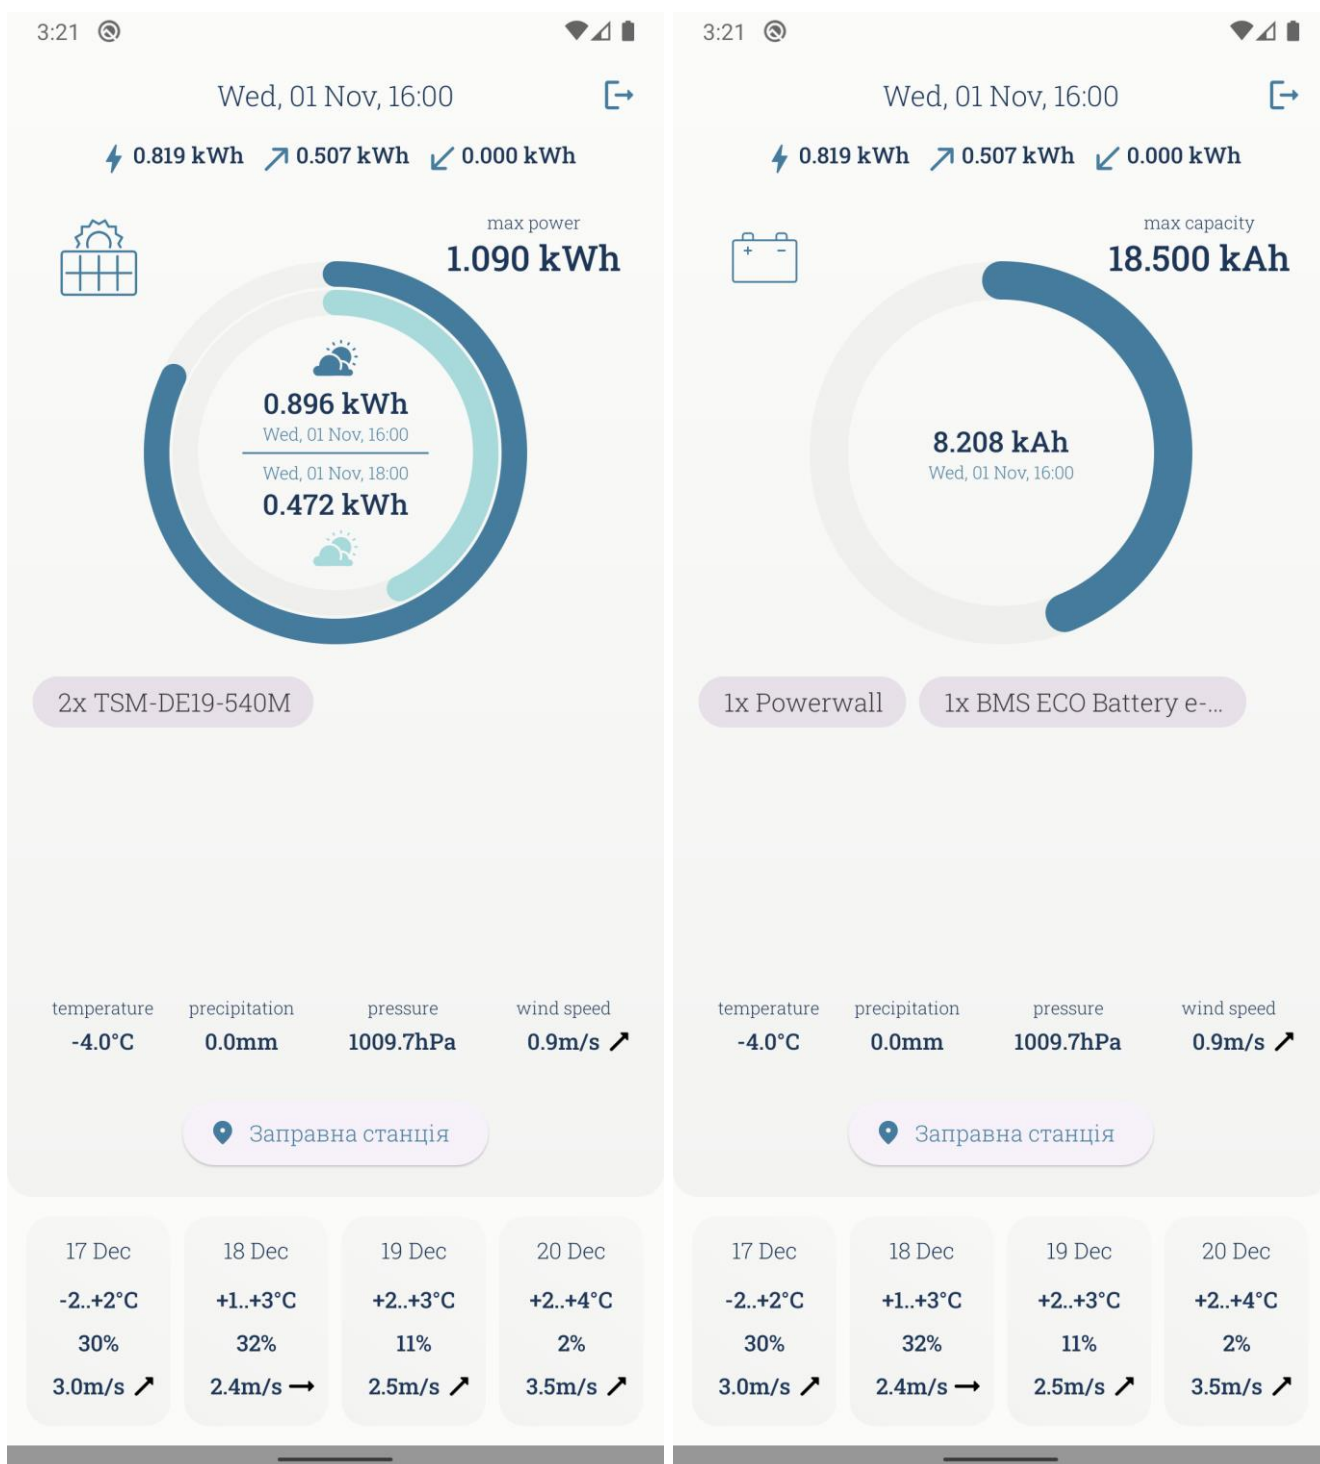 3:21
Wed, 01 Nov, 16:00
0.819 kWh 0.507 kWh 0.000 kWh
max power
1.090 kWh
0.896 kWh
Wed, 01 Nov, 16:00
Wed, 01 Nov, 18:00
0.472 kWh
2x TSM-DE19-540M
temperature precipitation pressure wind speed
-4.0°C 0.0mm 1009.7hPa 0.9m/s
Заправна станція
17 Dec 18 Dec 19 Dec 20 Dec
-2..+2°C +1..+3°C +2..+3°C +2..+4°C
30% 32% 11% 2%
3.0m/s 2.4m/s 2.5m/s 3.5m/s
3:21
Wed, 01 Nov, 16:00
0.819 kWh 0.507 kWh 0.000 kWh
max capacity
+ -
18.500 kAh
8.208 kAh
Wed, 01 Nov, 16:00
1x Powerwall 1x BMS ECO Battery e-...
temperature precipitation pressure wind speed
-4.0°C 0.0mm 1009.7hPa 0.9m/s
Заправна станція
17 Dec 18 Dec 19 Dec 20 Dec
-2..+2°C +1..+3°C +2..+3°C +2..+4°C
30% 32% 11% 2%
3.0m/s 2.4m/s 2.5m/s 3.5m/s